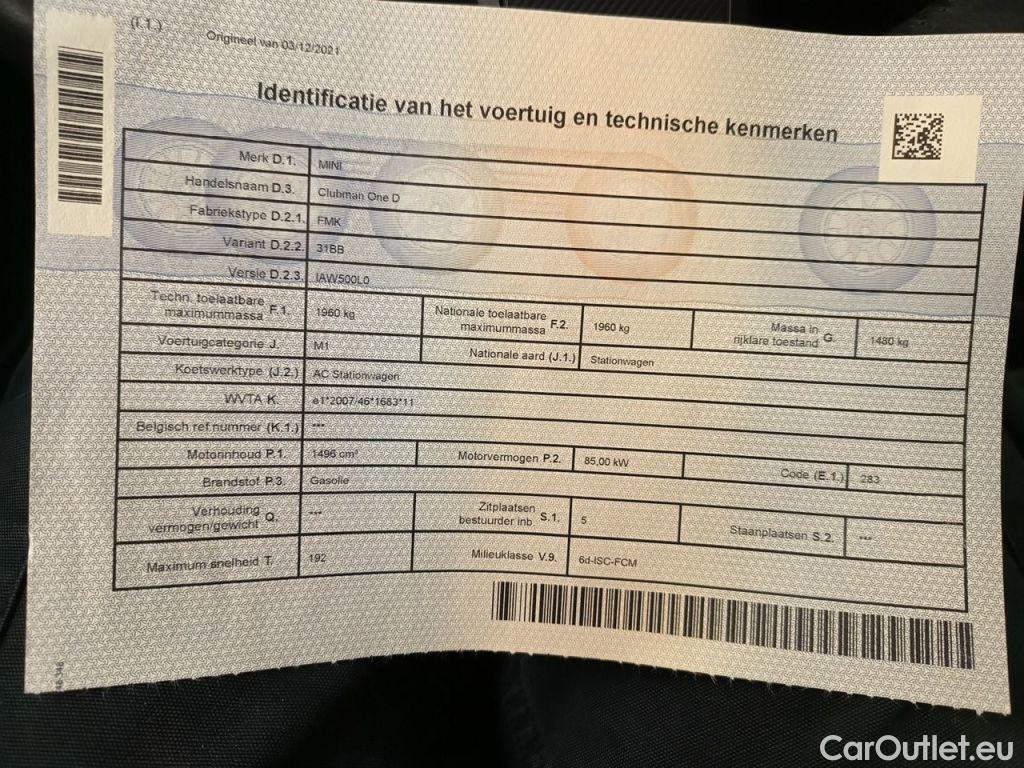 (I.1.)
Origineel van 03/12/2021
Identificatie van het voertuig en technische kenmerken
Merk D.1. MINI
Handelsnaam D.3. Clubman One D
Fabriekstype D.2.1. FMK
Variant D.2.2. 31BB
Versie D.2.3. IAW500L0
Techn. toelaatbare maximummassa F.1. 1960 kg Nationale toelaatbare maximummassa F.2. 1960 kg Massa in rijklare toestand G. 1480 kg
Voertuigcategorie J. M1 Nationale aard (J.1.) Stationwagen
Koetswerktype (J.2.) AC Stationwagen
WVTA K. e1*2007/46*1683*11
Belgisch ref.nummer (K.1.) ---
Motorinhoud P.1. 1496 cm³ Motorvermogen P.2. 85,00 kW Code (E.1.) 283
Brandstof P.3. Gasolie
Verhouding vermogen/gewicht Q. --- Zitplaatsen bestuurder inb S.1. 5 Staanplaatsen S.2. ---
Maximum snelheid T. 192 Milieuklasse V.9. 6d-ISC-FCM
CarOutlet.eu